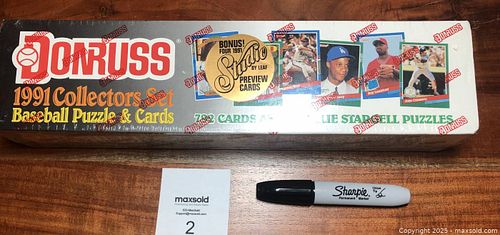 DONRUSS
1991 Collectors Set
Baseball Puzzle & Cards
BONUS!
FOUR 1991
Studio
BY LEAF
PREVIEW
CARDS
792 CARDS
LIE STARGELL PUZZLES
DONRUSS
maxsold
2
Sharpie
Permanent Marker
Copyright © 2025 - maxsold.com